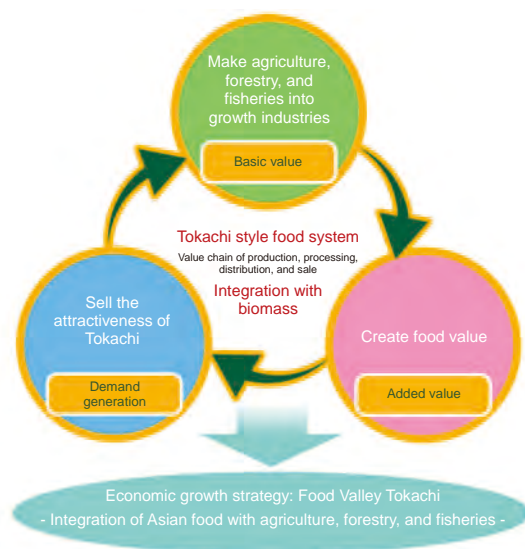 Make agriculture,
forestry, and
fisheries into
growth industries
Basic value
Tokachi style food system
Value chain of production, processing,
distribution, and sale
Integration with
biomass
Sell the
attractiveness of
Tokachi
Demand
generation
Create food value
Added value
Economic growth strategy: Food Valley Tokachi
- Integration of Asian food with agriculture, forestry, and fisheries -